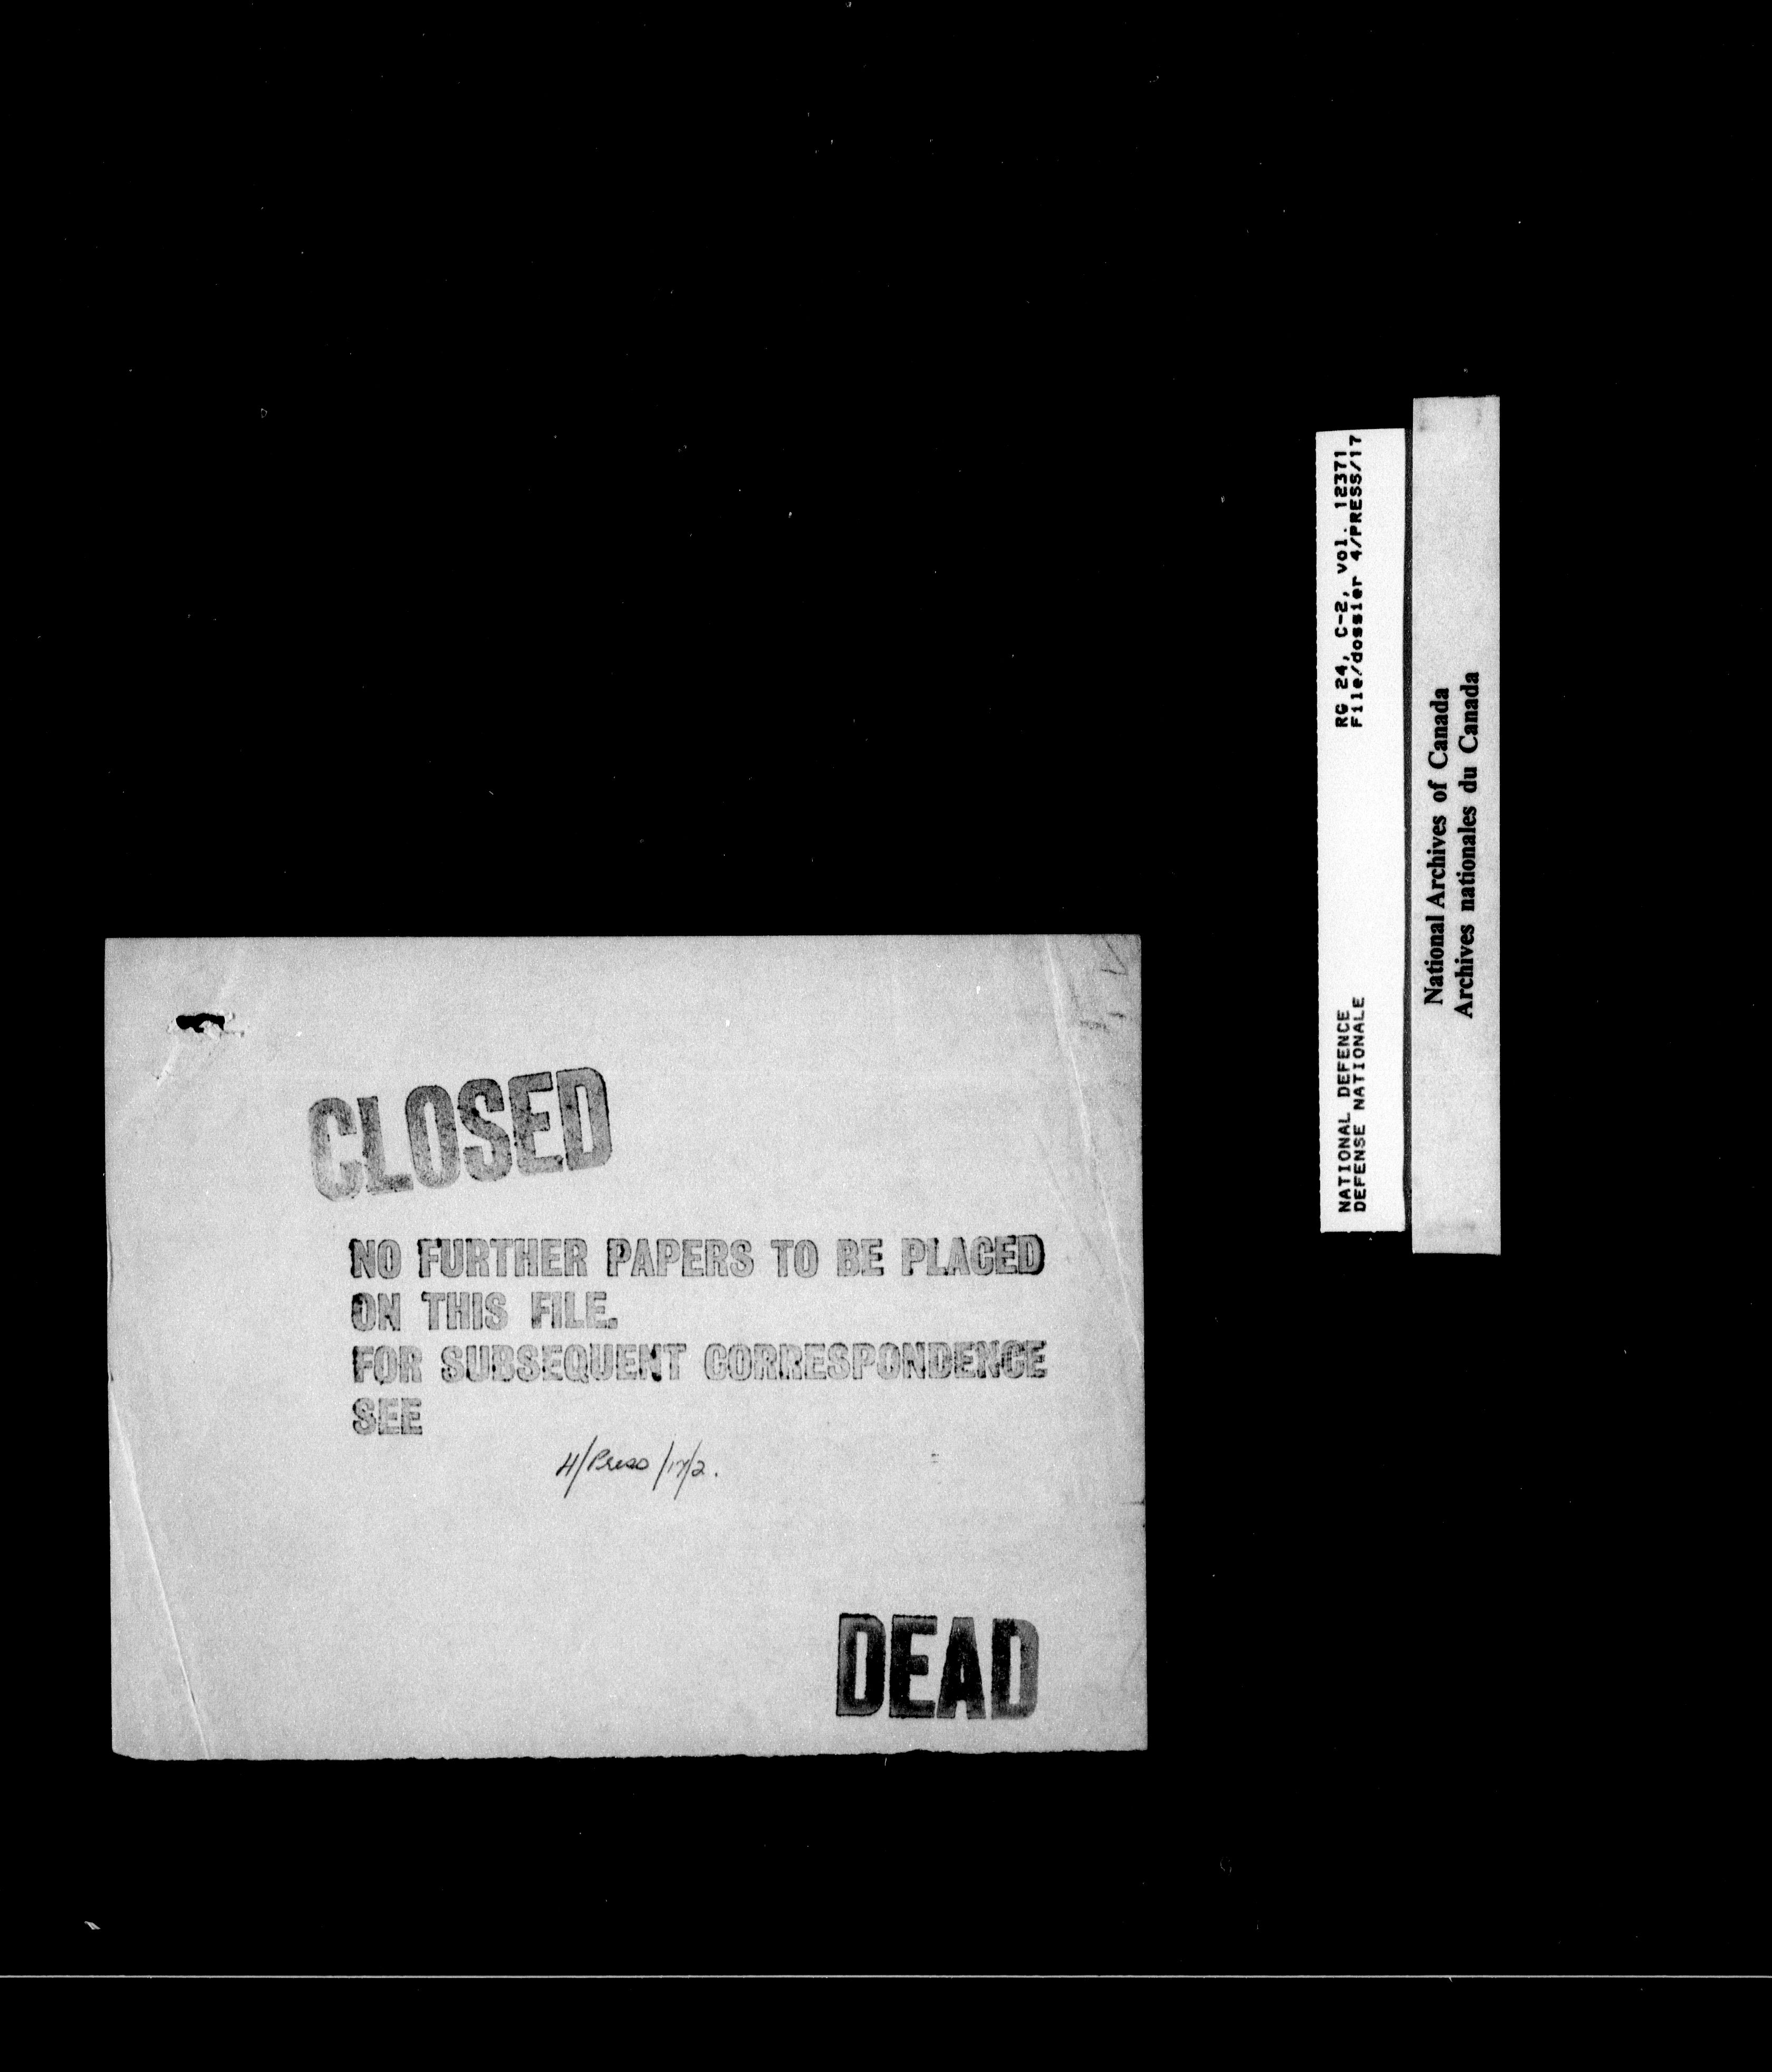 CLOSED
NO FURTHER PAPERS TO BE PLACED
ON THIS FILE.
FOR SUBSEQUENT CORRESPONDENCE
SEE
4/Press/17/2.
DEAD
NATIONAL DEFENCE RG 24, C-2, vol. 12371,
DEFENSE NATIONALE File/dossier 4/PRESS/17
National Archives of Canada
Archives nationales du Canada